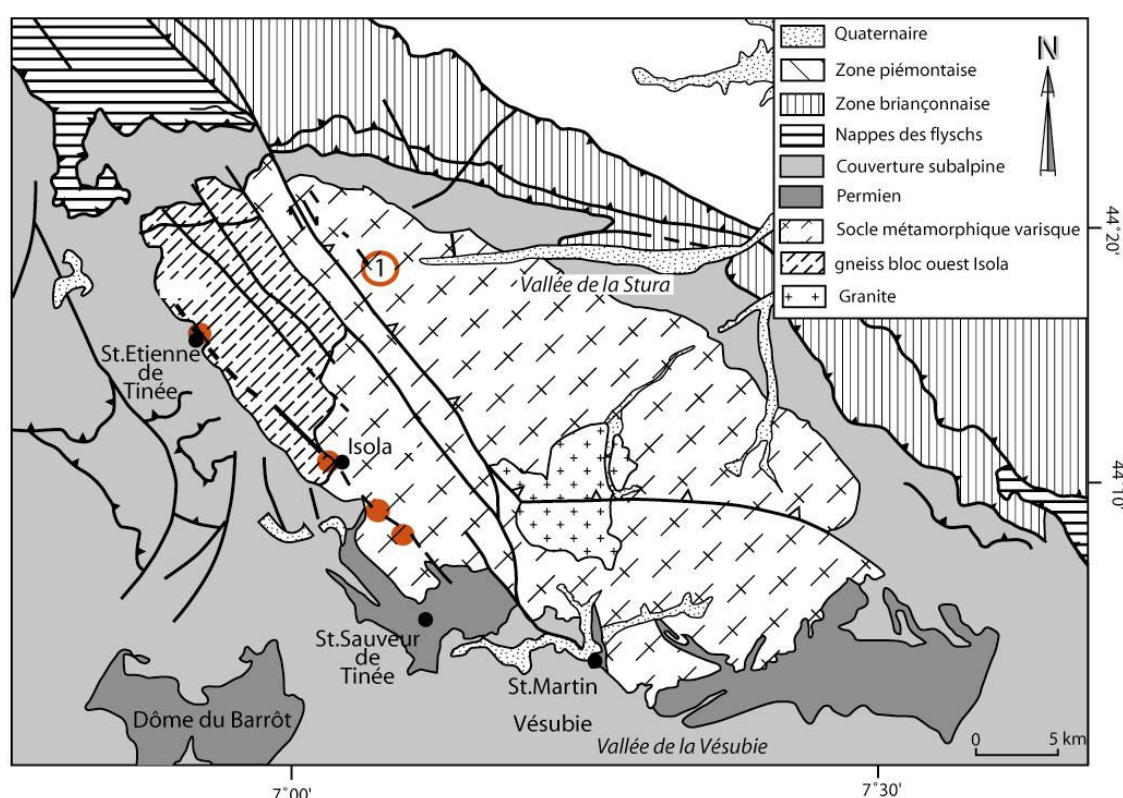 Quaternaire
Zone piémontaise
Zone briançonnaise
Nappes des flyschs
Couverture subalpine
Permien
Socle métamorphique varisque
gneiss bloc ouest Isola
Granite
N
44°20'
1
Vallée de la Stura
St.Etienne
de
Tinée
Isola
44°10'
St.Sauveur
de
Tinée
St.Martin
Vésubie
Dôme du Barrôt
Vallée de la Vésubie
0 5 km
7°00'
7°30'